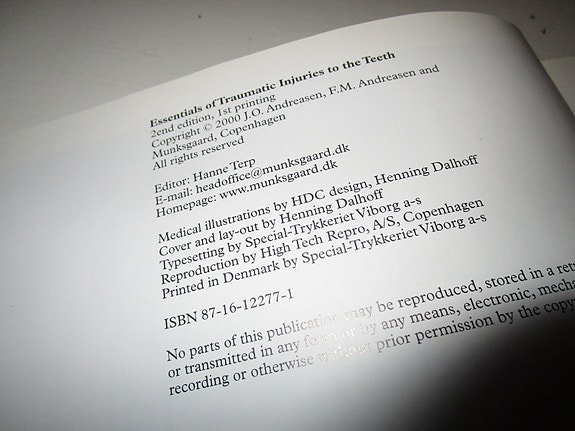 Essentials of Traumatic Injuries to the Teeth
2end edition, 1st printing
Copyright © 2000 J.O. Andreasen, F.M. Andreasen and
Munksgaard, Copenhagen
All rights reserved
Editor: Hanne Terp
E-mail: headoffice@munksgaard.dk
Homepage: www.munksgaard.dk
Medical illustrations by HDC design, Henning Dalhoff
Cover and lay-out by Henning Dalhoff
Typesetting by Special-Trykkeriet Viborg a-s
Reproduction by High Tech Repro, A/S, Copenhagen
Printed in Denmark by Special-Trykkeriet Viborg a-s
ISBN 87-16-12277-1
No parts of this publication may be reproduced, stored in a retr
or transmitted in any form or by any means, electronic, mecha
recording or otherwise without prior permission by the copy